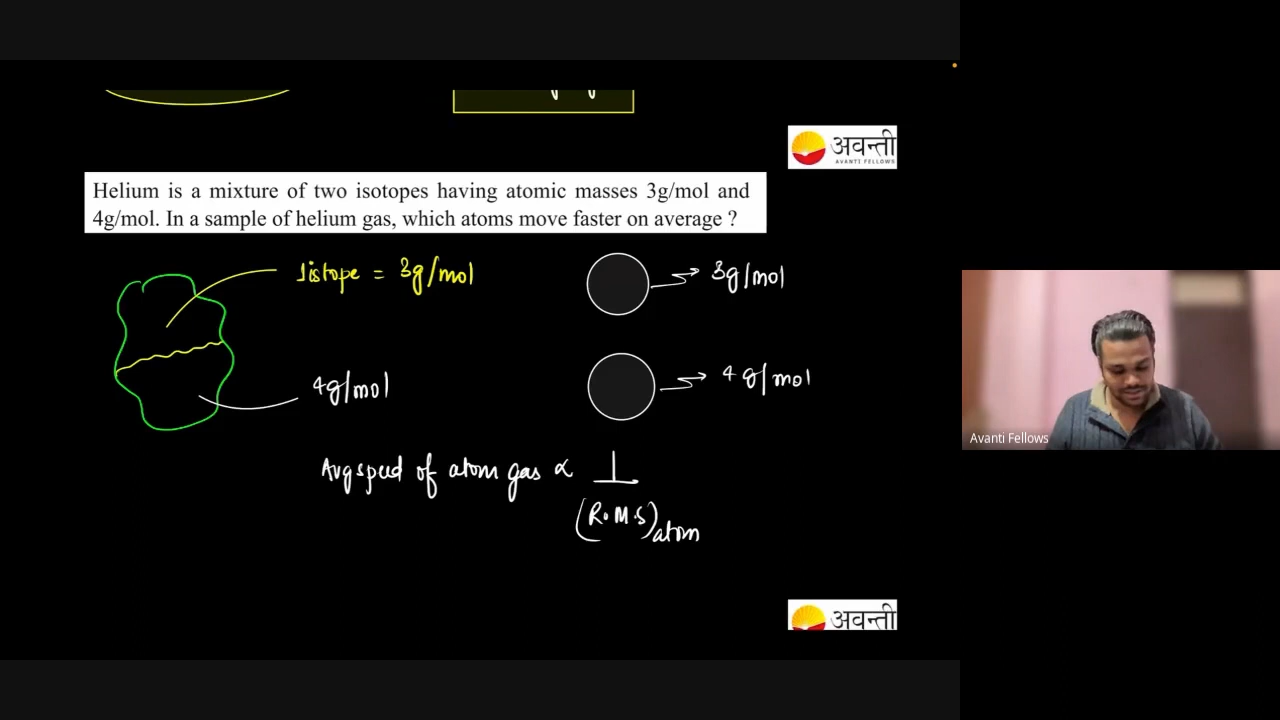 अवन्ती
AVANTI FELLOWS
Helium is a mixture of two isotopes having atomic masses 3g/mol and
4g/mol. In a sample of helium gas, which atoms move faster on average ?
Isistope = 3g/mol
3g/mol
4g/mol
4 g/mol
Avg speed of atom gas ∝ 1
(R.M.S)atom
Avanti Fellows
अवन्ती